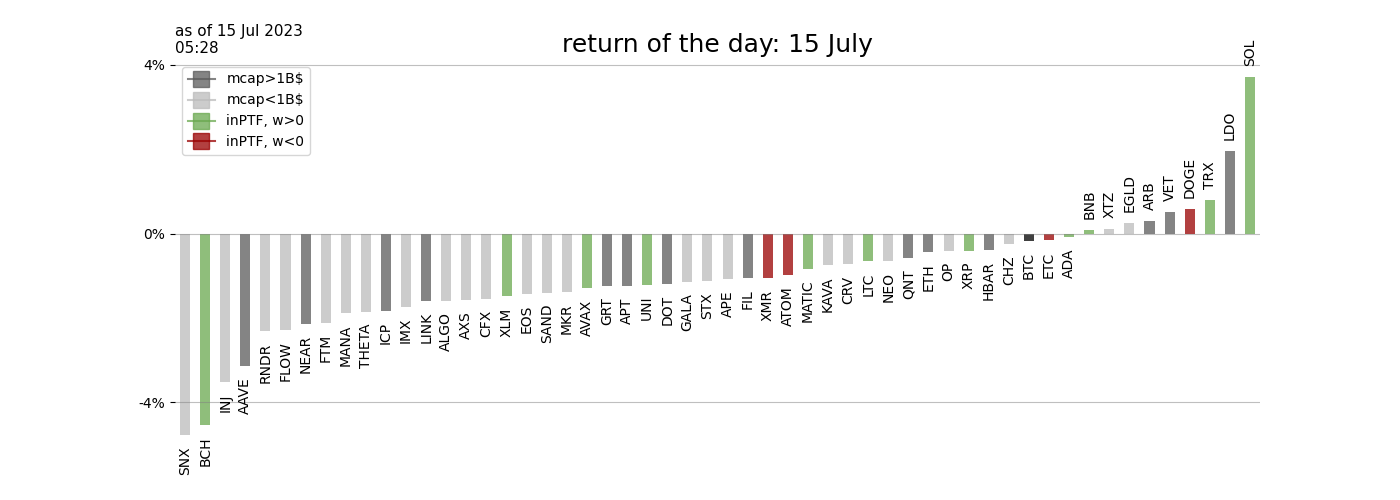 as of 15 Jul 2023
05:28
return of the day: 15 July
4%
0%
-4%
mcap>1B$
mcap<1B$
inPTF, w>0
inPTF, w<0
SNX
BCH
INJ
AAVE
RNDR
FLOW
NEAR
FTM
MANA
THETA
ICP
IMX
LINK
ALGO
AXS
CFX
XLM
EOS
SAND
MKR
AVAX
GRT
APT
UNI
DOT
GALA
STX
APE
FIL
XMR
ATOM
MATIC
KAVA
CRV
LTC
NEO
QNT
ETH
OP
XRP
HBAR
CHZ
BTC
ETC
ADA
BNB
XTZ
EGLD
ARB
VET
DOGE
TRX
LDO
SOL